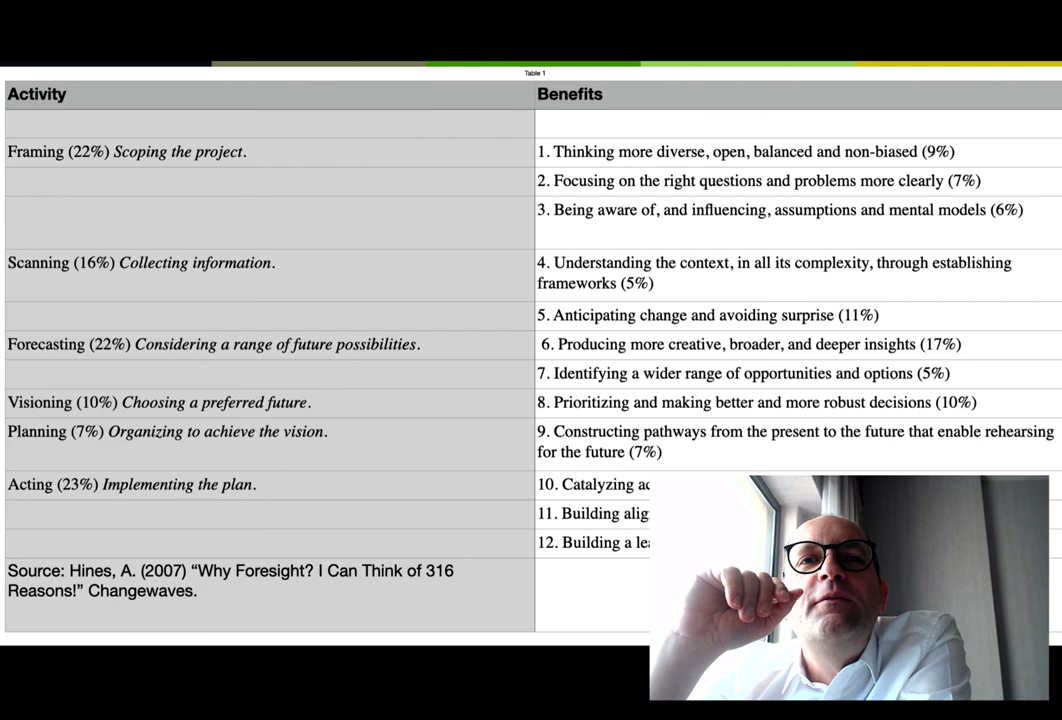 Table 1
Activity
Benefits
Framing (22%) Scoping the project.
1. Thinking more diverse, open, balanced and non-biased (9%)
2. Focusing on the right questions and problems more clearly (7%)
3. Being aware of, and influencing, assumptions and mental models (6%)
Scanning (16%) Collecting information.
4. Understanding the context, in all its complexity, through establishing
frameworks (5%)
5. Anticipating change and avoiding surprise (11%)
Forecasting (22%) Considering a range of future possibilities.
6. Producing more creative, broader, and deeper insights (17%)
7. Identifying a wider range of opportunities and options (5%)
Visioning (10%) Choosing a preferred future.
8. Prioritizing and making better and more robust decisions (10%)
Planning (7%) Organizing to achieve the vision.
9. Constructing pathways from the present to the future that enable rehearsing
for the future (7%)
Acting (23%) Implementing the plan.
10. Catalyzing
11. Building
12. Building a
Source: Hines, A. (2007) “Why Foresight? I Can Think of 316
Reasons!” Changewaves.